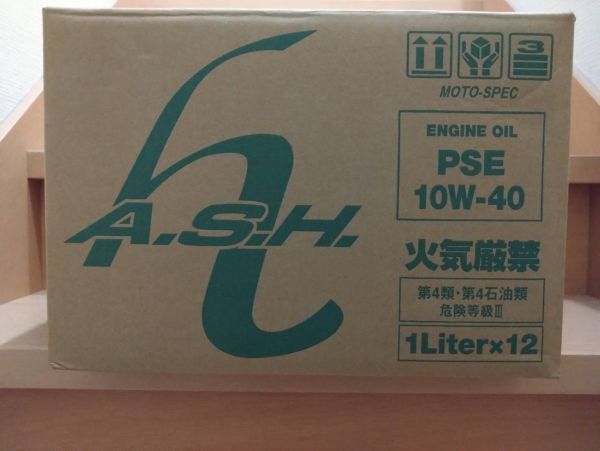 A.S.H.
3
MOTO-SPEC
ENGINE OIL
PSE
10W-40
火気厳禁
第4類・第4石油類
危険等級Ⅲ
1Liter×12